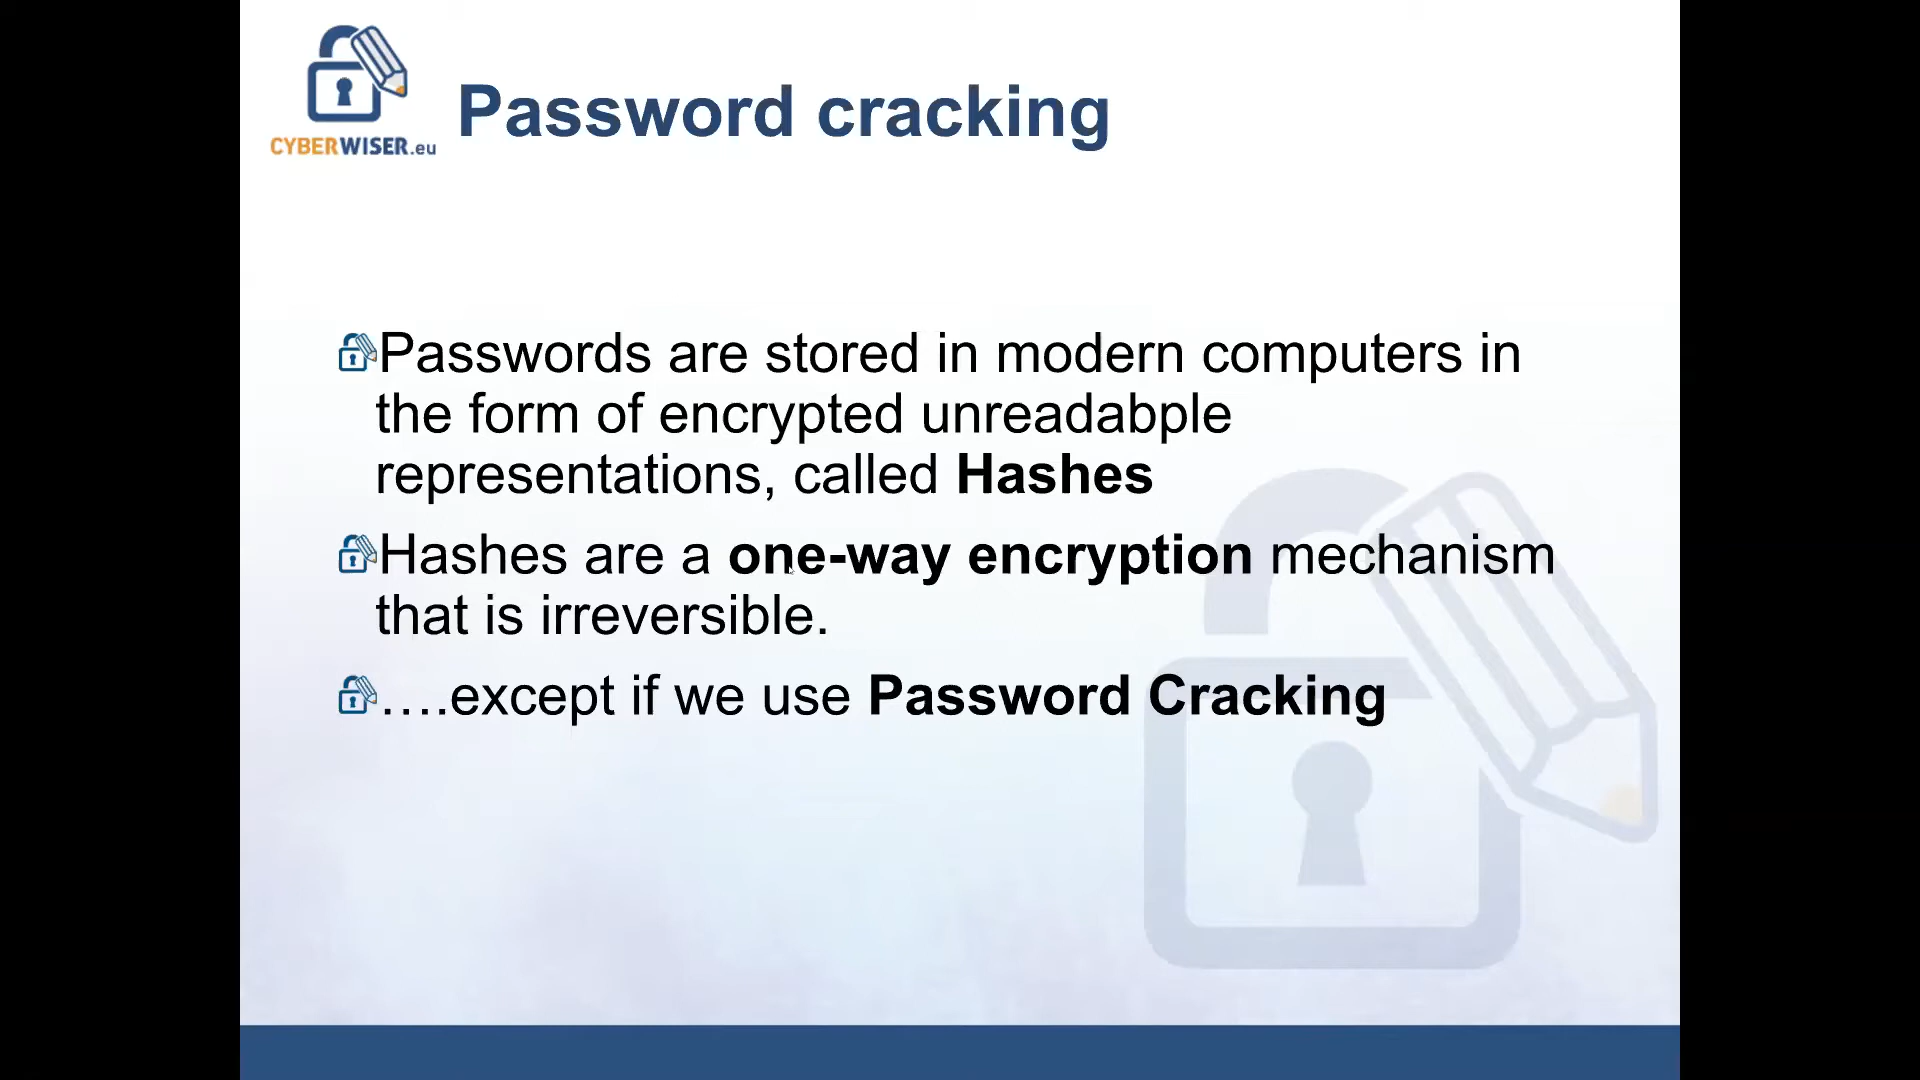 CYBERWISER.eu
Password cracking
Passwords are stored in modern computers in
the form of encrypted unreadabple
representations, called Hashes
Hashes are a one-way encryption mechanism
that is irreversible.
….except if we use Password Cracking